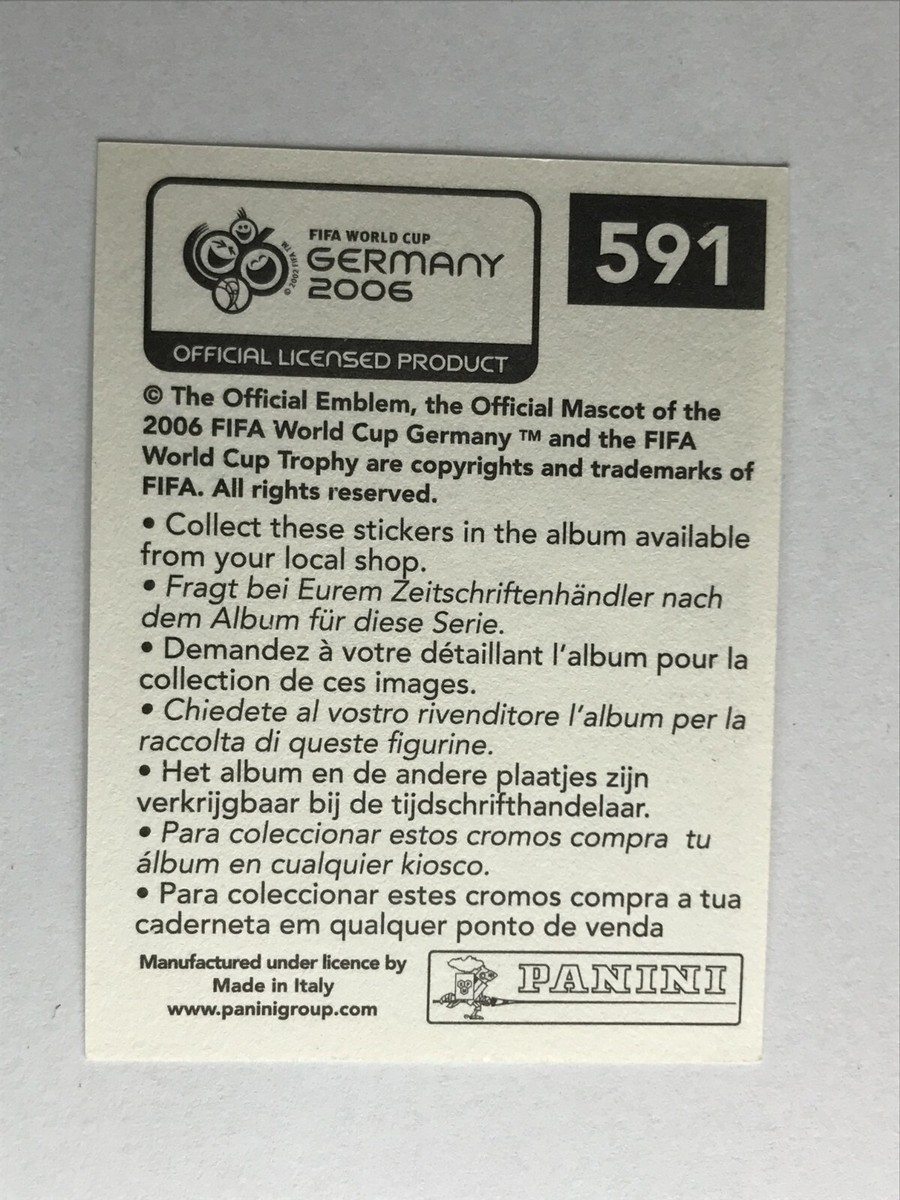 FIFA WORLD CUP
GERMANY
2006
© 2002 FIFA TM
591
OFFICIAL LICENSED PRODUCT
© The Official Emblem, the Official Mascot of the
2006 FIFA World Cup Germany ™ and the FIFA
World Cup Trophy are copyrights and trademarks of
FIFA. All rights reserved.
• Collect these stickers in the album available
from your local shop.
• Fragt bei Eurem Zeitschriftenhändler nach
dem Album für diese Serie.
• Demandez à votre détaillant l'album pour la
collection de ces images.
• Chiedete al vostro rivenditore l'album per la
raccolta di queste figurine.
• Het album en de andere plaatjes zijn
verkrijgbaar bij de tijdschrifthandelaar.
• Para coleccionar estos cromos compra tu
álbum en cualquier kiosco.
• Para coleccionar estes cromos compra a tua
caderneta em qualquer ponto de venda
Manufactured under licence by
Made in Italy
www.paninigroup.com
PANINI